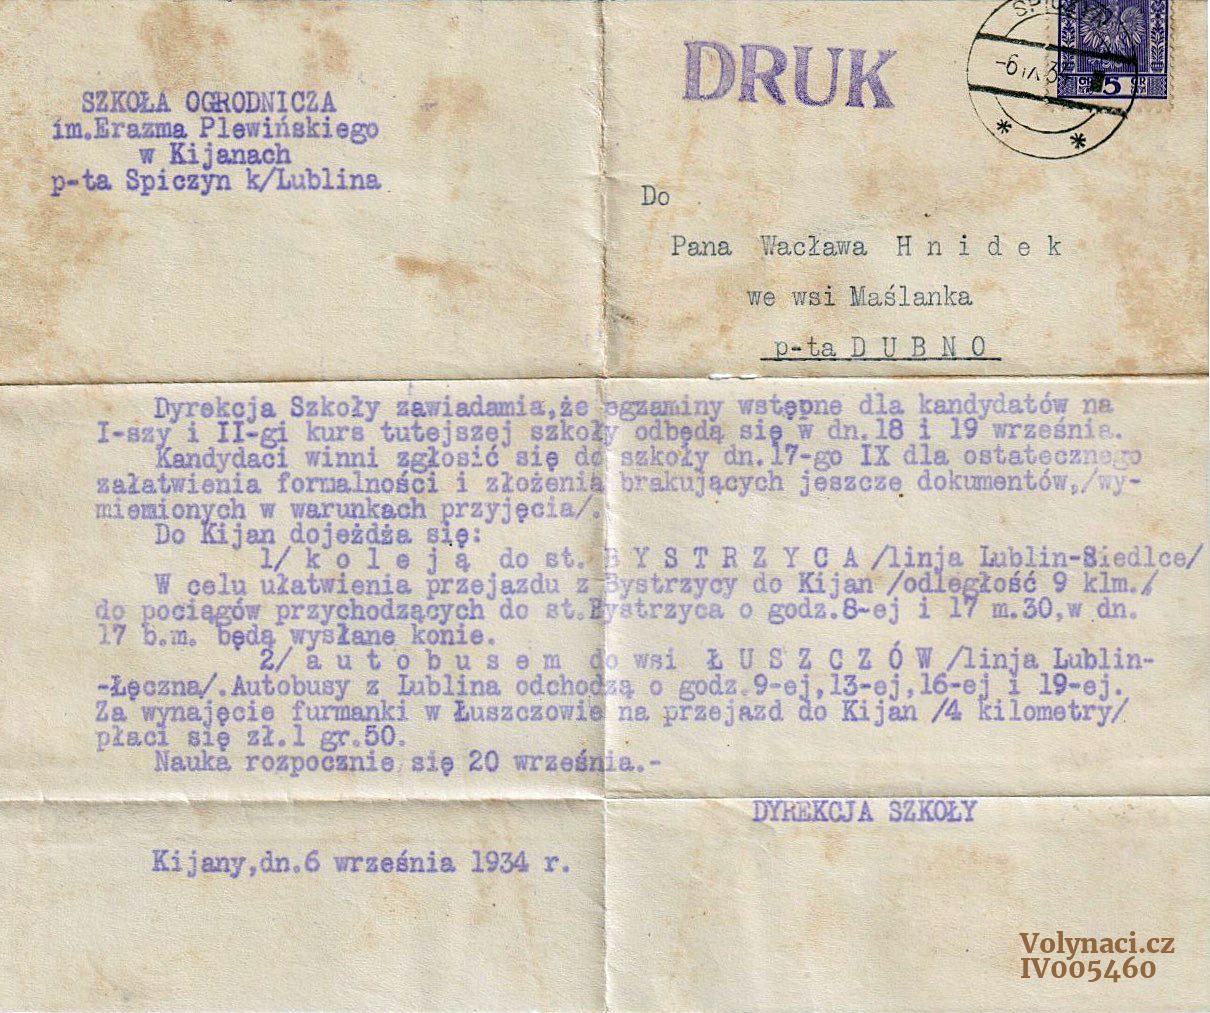 SZKOŁA OGRODNICZA
im.Erazma Plewińskiego
w Kijanach
p-ta Spiczyn k/Lublina
DRUK
-6 IX 34
GR 5 GR
Do
Pana Wacława H n i d e k
we wsi Maślanka
p-ta D U B N O
Dyrekcja Szkoły zawiadamia,że egzaminy wstępne dla kandydatów na
I-szy i II-gi kurs tutejszej szkoły odbędą się w dn.18 i 19 września.
Kandydaci winni zgłosić się do szkoły dn.17-go IX dla ostatecznego
załatwienia formalności i złożenia brakujących jeszcze dokumentów,/wy-
miemionych w warunkach przyjęcia/.
Do Kijan dojeżdża się:
1/ k o l e j ą do st. B Y S T R Z Y C A /linja Lublin-Siedlce/
W celu ułatwienia przejazdu z Bystrzycy do Kijan /odległość 9 klm./
do pociągów przychodzących do st.Bystrzyca o godz.8-ej i 17 m.30,w dn.
17 b.m. będą wysłane konie.
2/ a u t o b u s e m do wsi Ł U S Z C Z Ó W /linja Lublin-
-Łęczna/.Autobusy z Lublina odchodzą o godz.9-ej,13-ej,16-ej i 19-ej.
Za wynajęcie furmanki w Łuszczowie na przejazd do Kijan /4 kilometry/
płaci się zł.1 gr.50.
Nauka rozpocznie się 20 września.-
DYREKCJA SZKOŁY
Kijany,dn.6 września 1934 r.
Volynaci.cz
IV005460